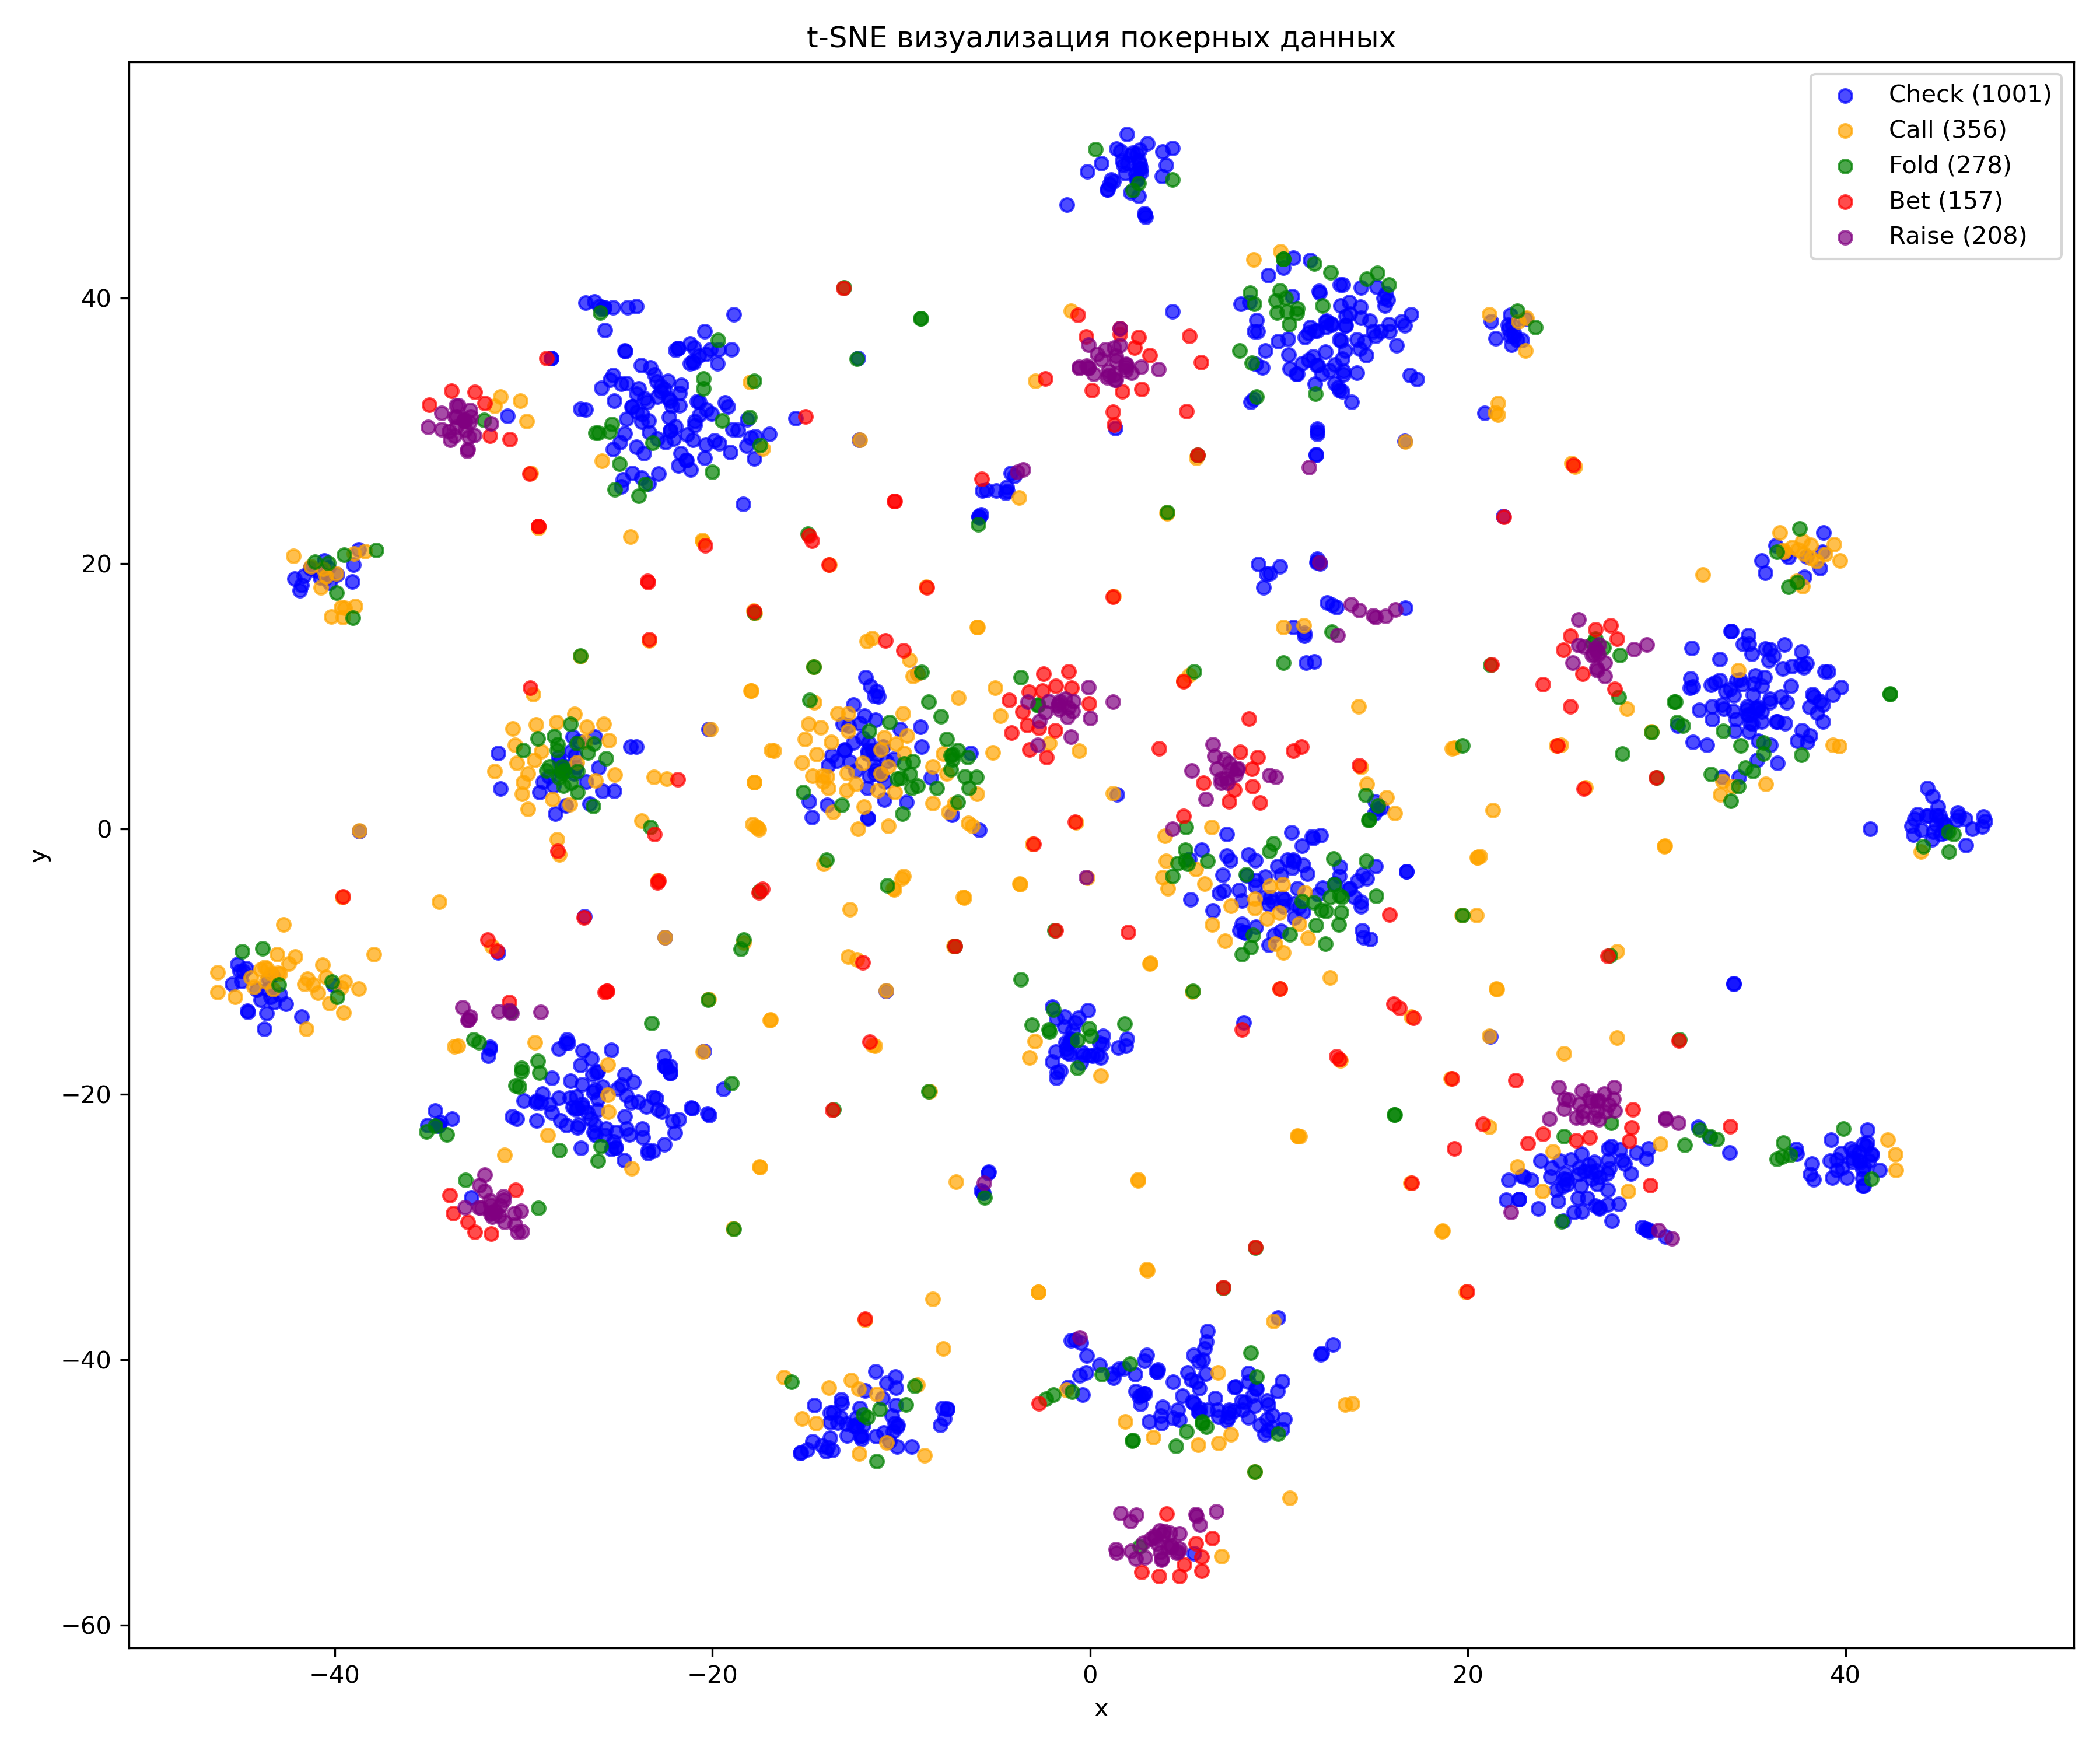 t-SNE визуализация покерных данных
Check (1001)
Call (356)
Fold (278)
Bet (157)
Raise (208)
40
20
0
−20
−40
−60
y
−40
−20
0
20
40
x